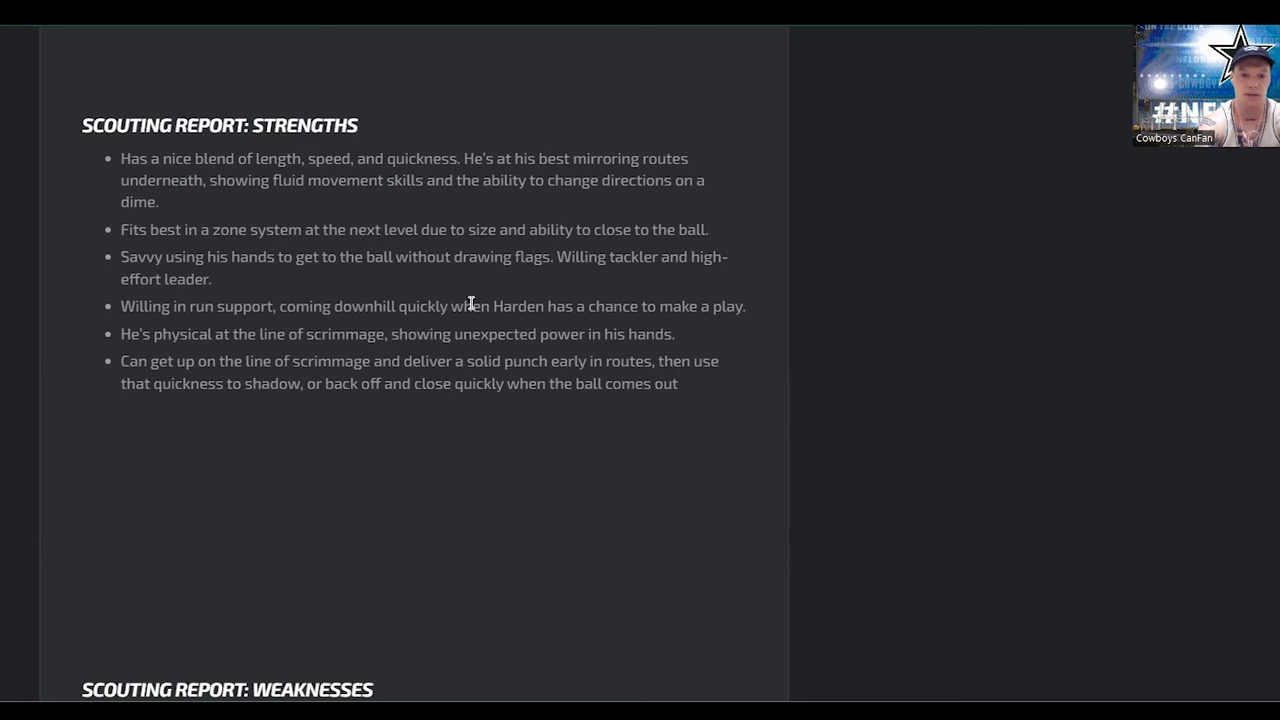 ON THE CLOCK
#NF
Cowboys CanFan
SCOUTING REPORT: STRENGTHS
• Has a nice blend of length, speed, and quickness. He's at his best mirroring routes
underneath, showing fluid movement skills and the ability to change directions on a
dime.
• Fits best in a zone system at the next level due to size and ability to close to the ball.
• Savvy using his hands to get to the ball without drawing flags. Willing tackler and high-
effort leader.
• Willing in run support, coming downhill quickly when Harden has a chance to make a play.
• He's physical at the line of scrimmage, showing unexpected power in his hands.
• Can get up on the line of scrimmage and deliver a solid punch early in routes, then use
that quickness to shadow, or back off and close quickly when the ball comes out
SCOUTING REPORT: WEAKNESSES